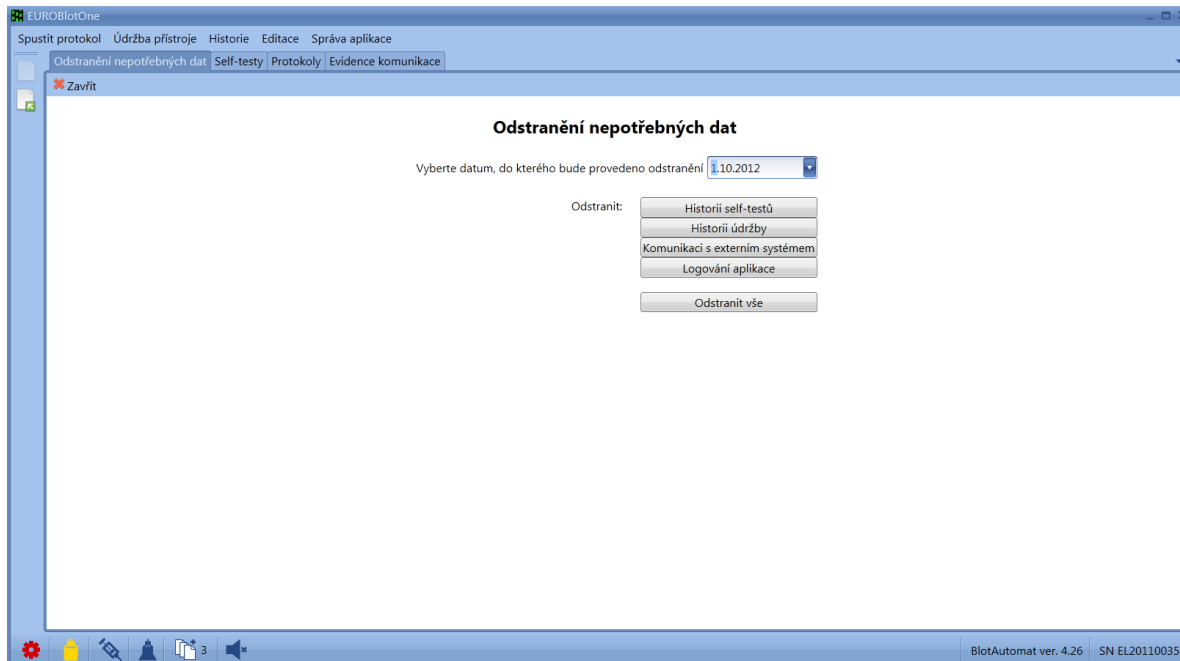 EUROBlotOne
Spustit protokol Údržba přístroje Historie Editace Správa aplikace
Odstranění nepotřebných dat Self-testy Protokoly Evidence komunikace
Zavřít
Odstranění nepotřebných dat
Vyberte datum, do kterého bude provedeno odstranění 1.10.2012
Odstranit: Historii self-testů
Historii údržby
Komunikaci s externím systémem
Logování aplikace
Odstranit vše
3 BlotAutomat ver. 4.26 SN EL20110035